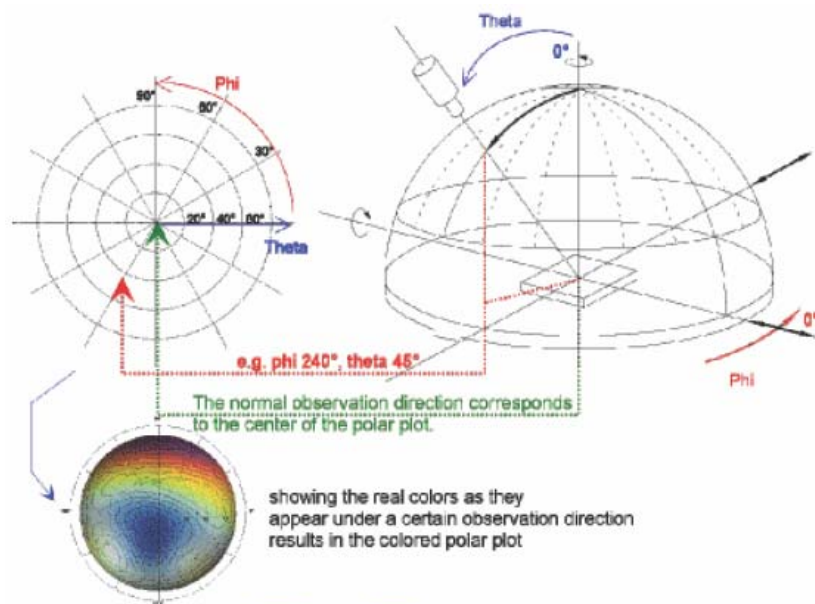 Theta
0°
Phi
90°
60°
30°
20° 40° 60°
Theta
0°
Phi
e.g. phi 240°, theta 45°
The normal observation direction corresponds
to the center of the polar plot.
showing the real colors as they
appear under a certain observation direction
results in the colored polar plot